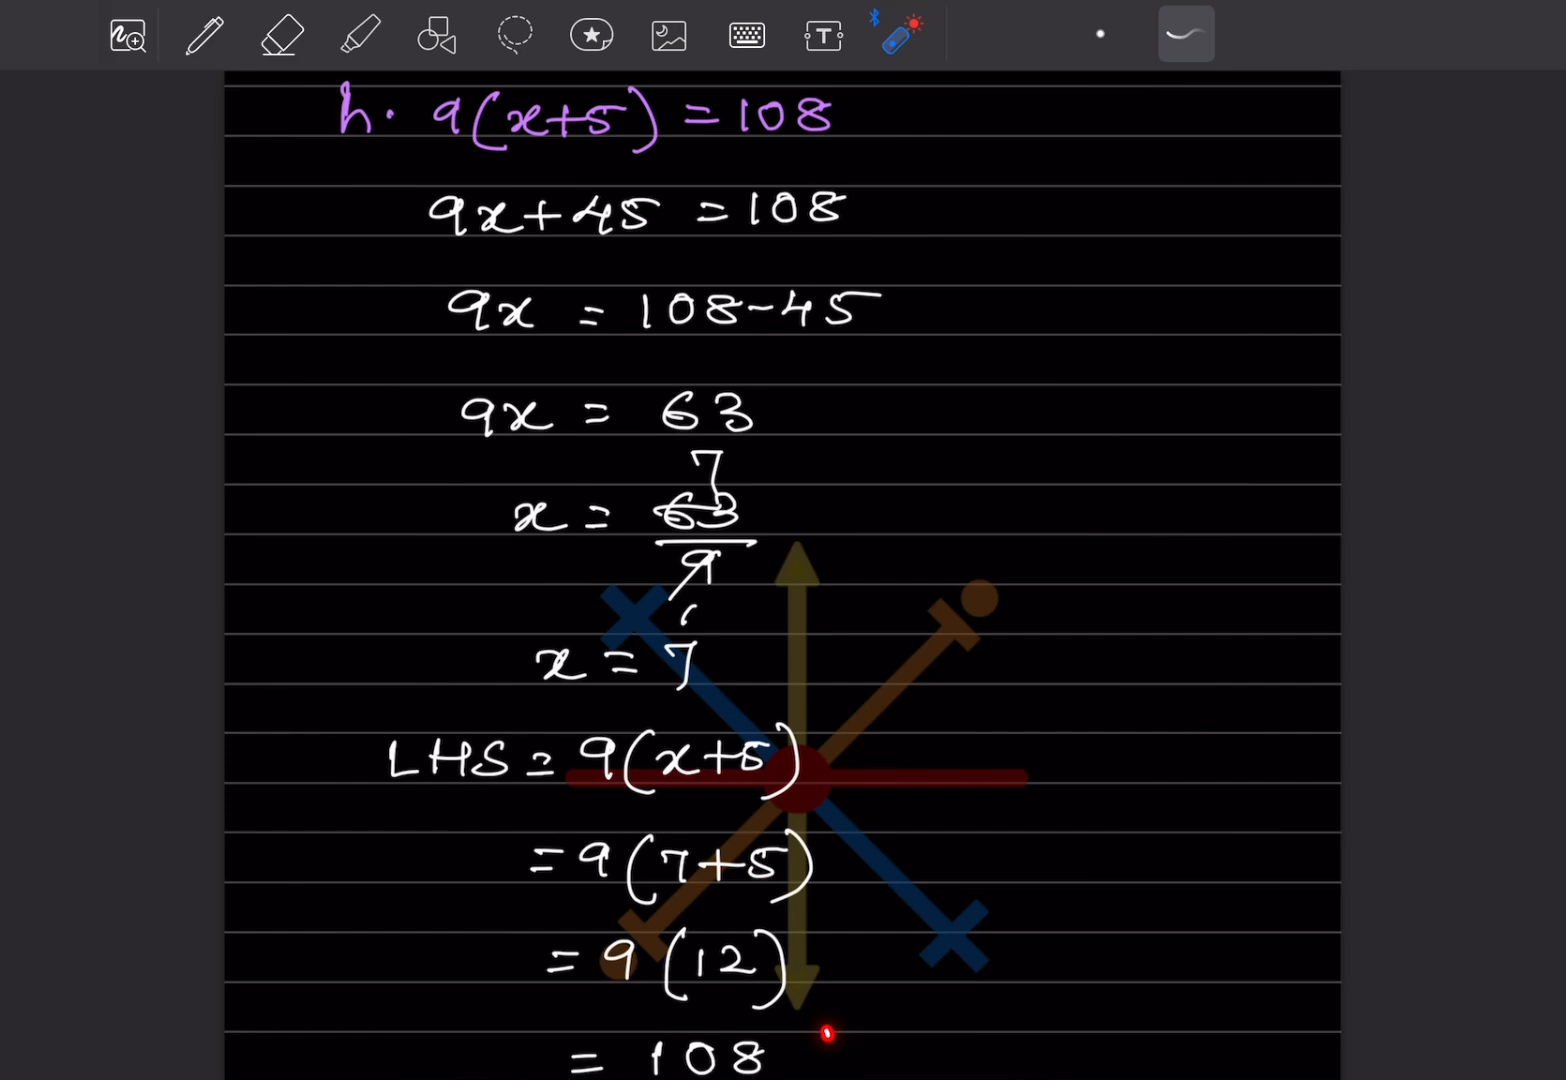 h. 9(x+5) = 108
9x+45 = 108
9x = 108-45
9x = 63
7
x = 63
9
x = 7
LHS = 9(x+5)
= 9(7+5)
= 9(12)
= 108